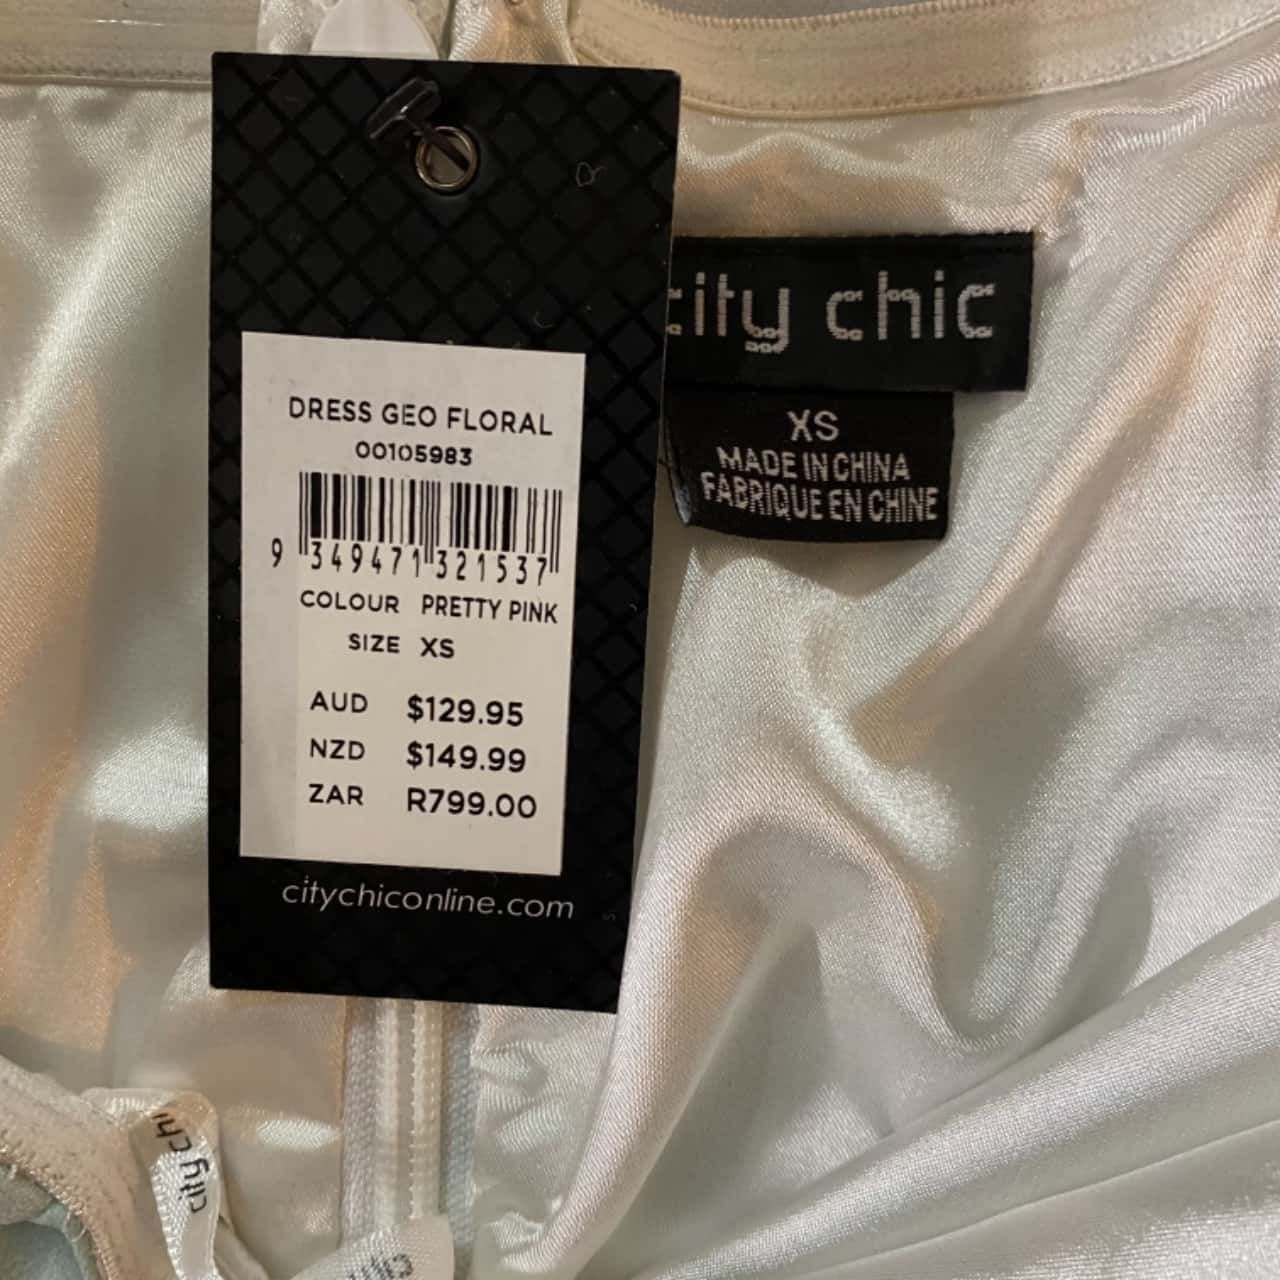 DRESS GEO FLORAL
00105983
9 349471 321537
COLOUR PRETTY PINK
SIZE XS
AUD $129.95
NZD $149.99
ZAR R799.00
citychiconline.com
city chic
XS
MADE IN CHINA
FABRIQUE EN CHINE
city chi